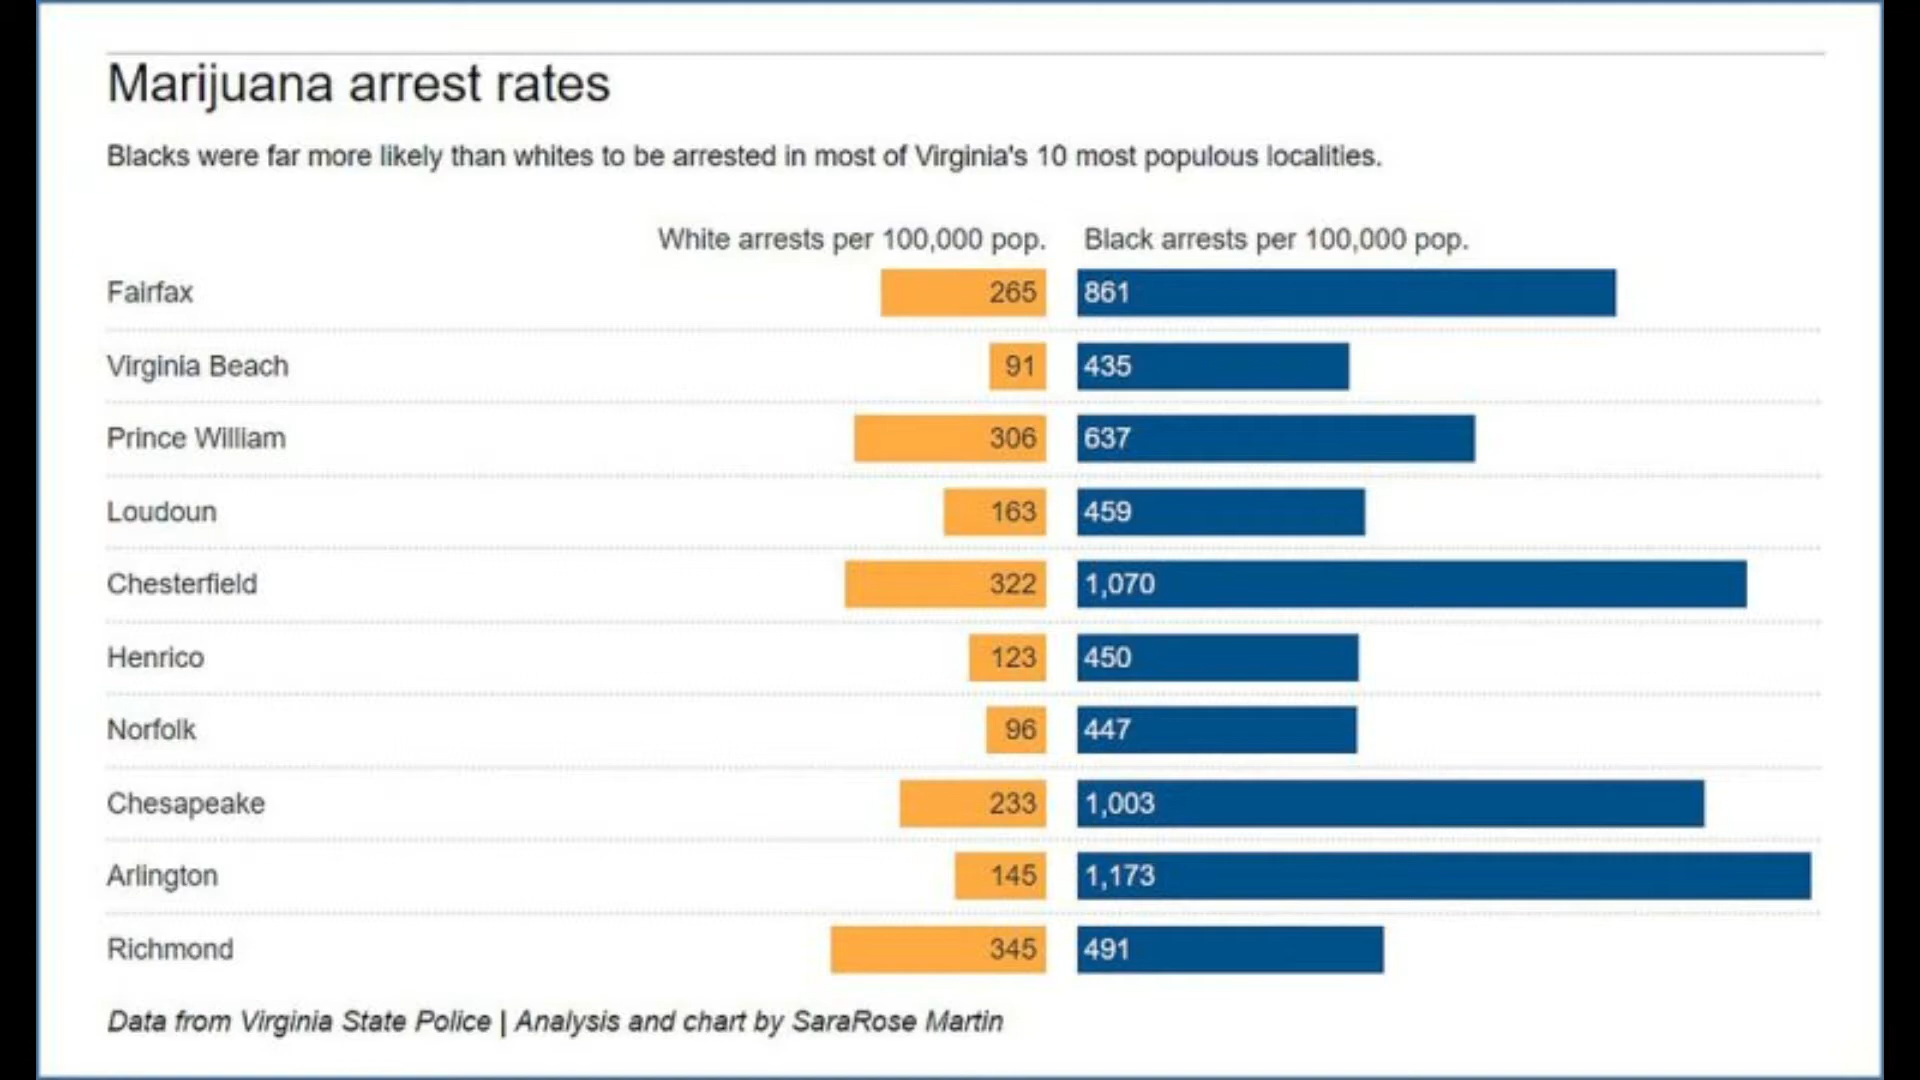 Marijuana arrest rates
Blacks were far more likely than whites to be arrested in most of Virginia's 10 most populous localities.
White arrests per 100,000 pop. Black arrests per 100,000 pop.
Fairfax 265 861
Virginia Beach 91 435
Prince William 306 637
Loudoun 163 459
Chesterfield 322 1,070
Henrico 123 450
Norfolk 96 447
Chesapeake 233 1,003
Arlington 145 1,173
Richmond 345 491
Data from Virginia State Police | Analysis and chart by SaraRose Martin